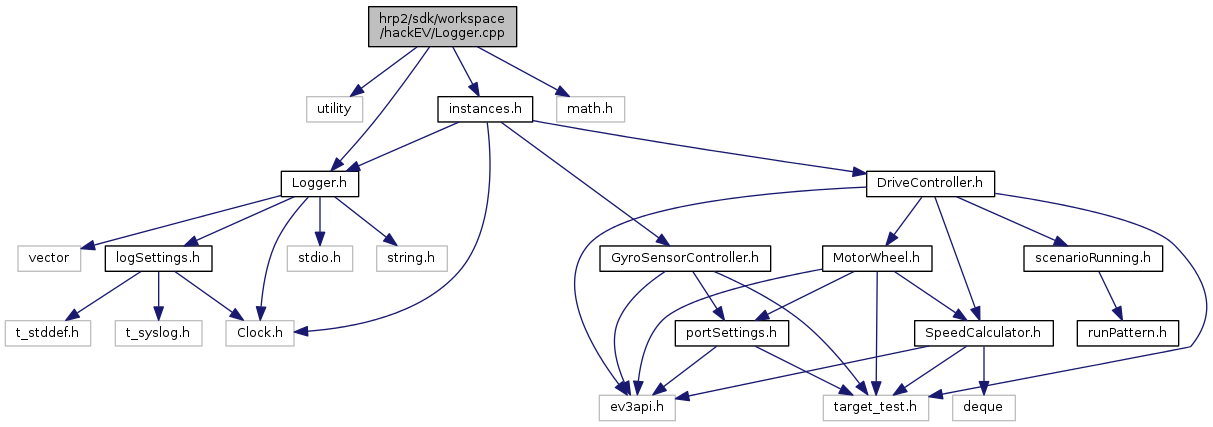 hrp2/sdk/workspace
/hackEV/Logger.cpp
utility
instances.h
math.h
Logger.h
DriveController.h
vector
logSettings.h
stdio.h
string.h
GyroSensorController.h
MotorWheel.h
scenarioRunning.h
t_stddef.h
t_syslog.h
Clock.h
portSettings.h
SpeedCalculator.h
runPattern.h
ev3api.h
target_test.h
deque